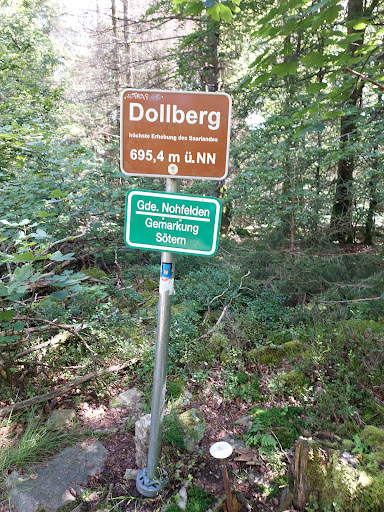 Dollberg
höchste Erhebung des Saarlandes
695,4 m ü.NN
Gde. Nohfelden
Gemarkung
Sötern